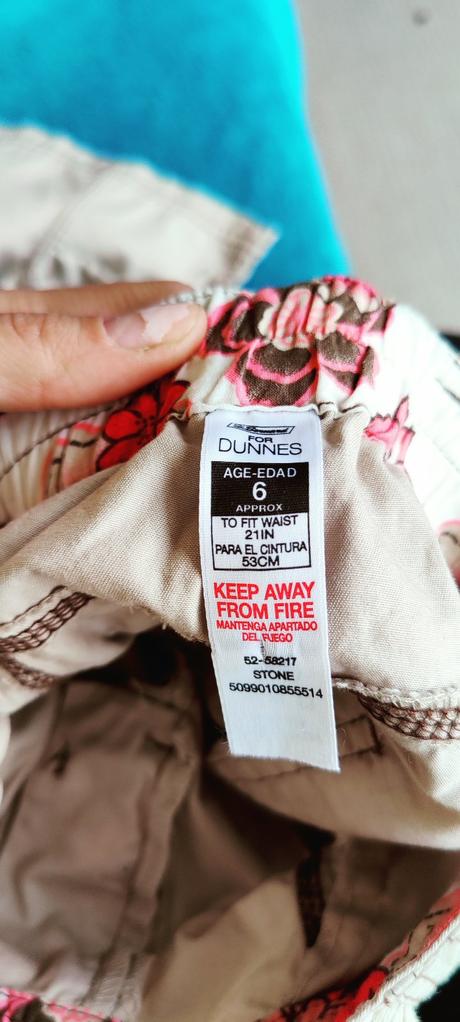 FOR
DUNNES
AGE-EDAD
6
APPROX
TO FIT WAIST
21IN
PARA EL CINTURA
53CM
KEEP AWAY
FROM FIRE
MANTENGA APARTADO
DEL FUEGO
52-58217
STONE
5099010855514